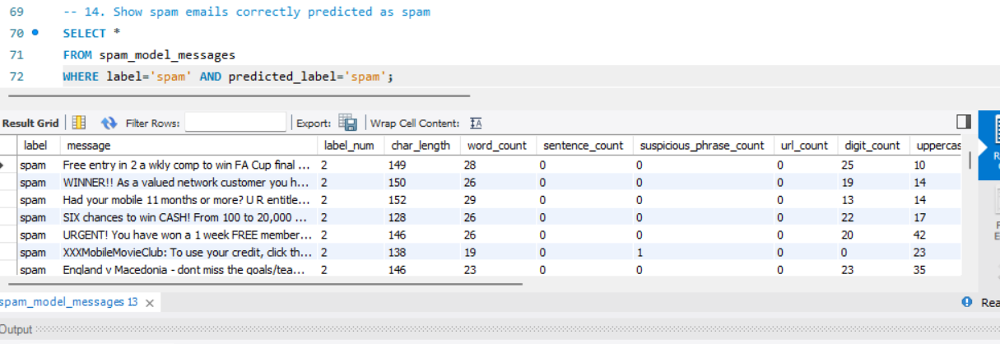 69 -- 14. Show spam emails correctly predicted as spam
70 SELECT *
71 FROM spam_model_messages
72 WHERE label='spam' AND predicted_label='spam';
Result Grid Filter Rows: Export: Wrap Cell Content:
label message label_num char_length word_count sentence_count suspicious_phrase_count url_count digit_count uppercas
spam Free entry in 2 a wkly comp to win FA Cup final ... 2 149 28 0 0 0 25 10
spam WINNER!! As a valued network customer you h... 2 150 26 0 0 0 19 14
spam Had your mobile 11 months or more? U R entitle... 2 152 29 0 0 0 13 14
spam SIX chances to win CASH! From 100 to 20,000 ... 2 128 26 0 0 0 22 17
spam URGENT! You have won a 1 week FREE member... 2 146 26 0 0 0 20 42
spam XXXMobileMovieClub: To use your credit, click th... 2 138 19 0 1 0 0 23
spam England v Macedonia - dont miss the goals/tea... 2 146 23 0 0 0 23 35
spam_model_messages 13 Rea
Output